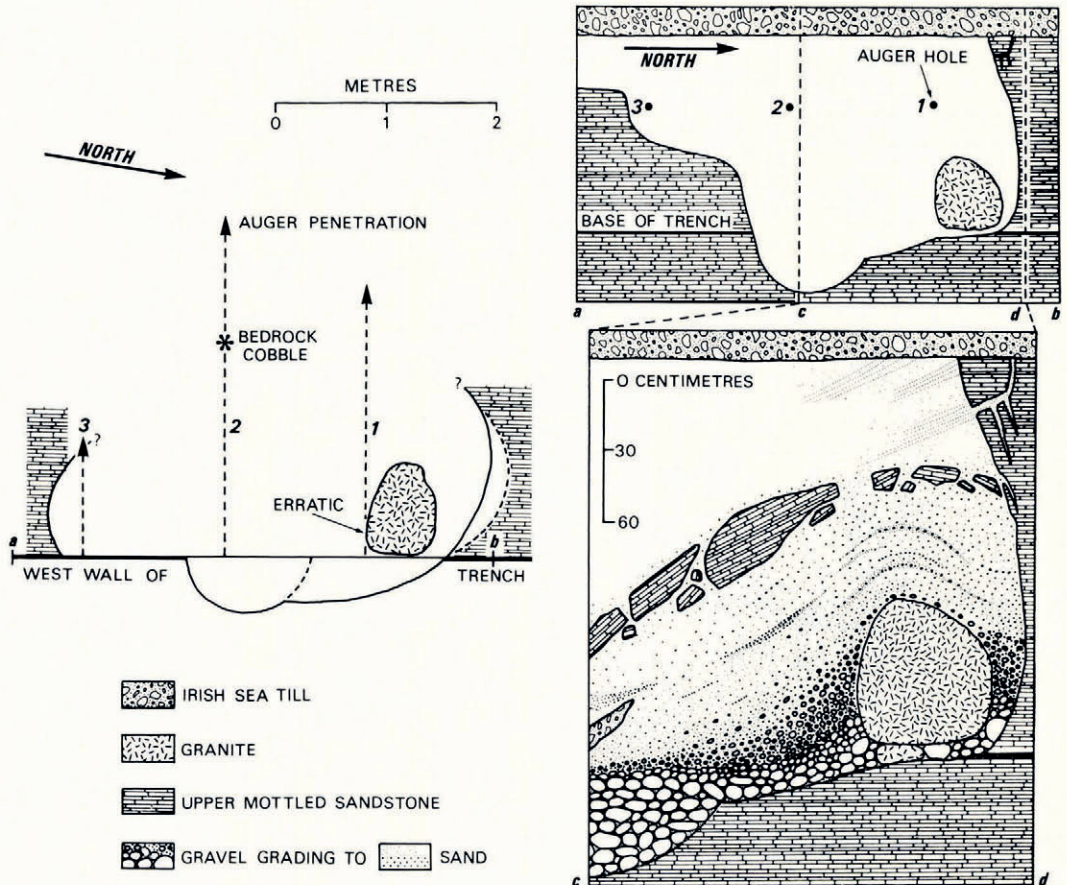 METRES
0 1 2
NORTH
AUGER PENETRATION
BEDROCK
COBBLE
?
3
?
2
1
ERRATIC
a
b
WEST WALL OF
TRENCH
IRISH SEA TILL
GRANITE
UPPER MOTTLED SANDSTONE
GRAVEL GRADING TO SAND
NORTH
AUGER HOLE
3
2
1
BASE OF TRENCH
a
c
d
b
0 CENTIMETRES
30
60
c
d